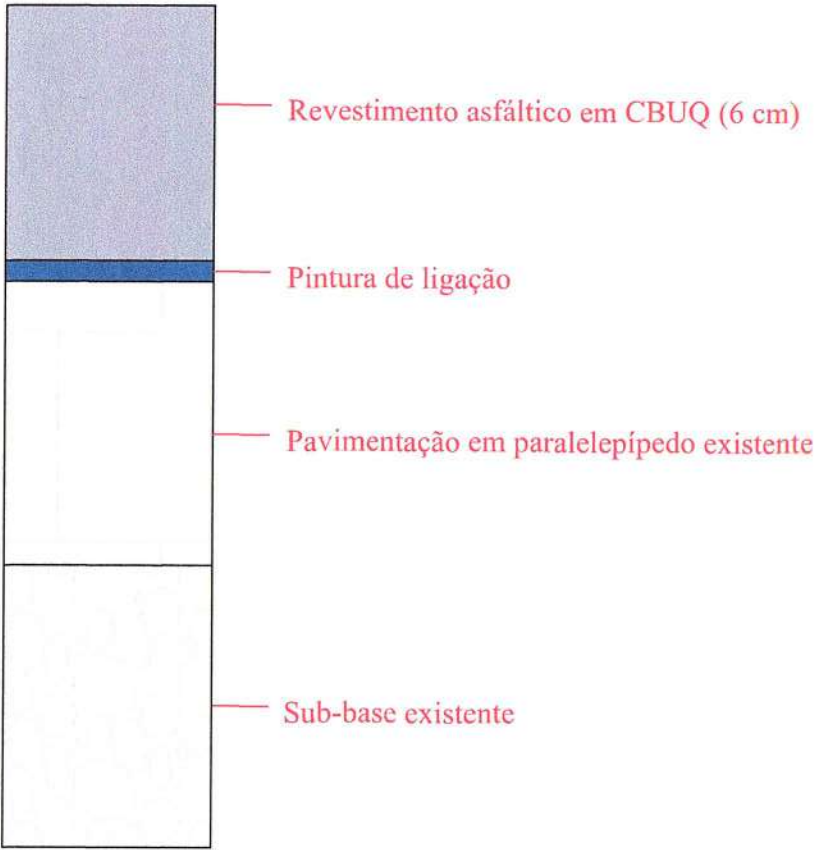 Revestimento asfáltico em CBUQ (6 cm)
Pintura de ligação
Pavimentação em paralelepípedo existente
Sub-base existente